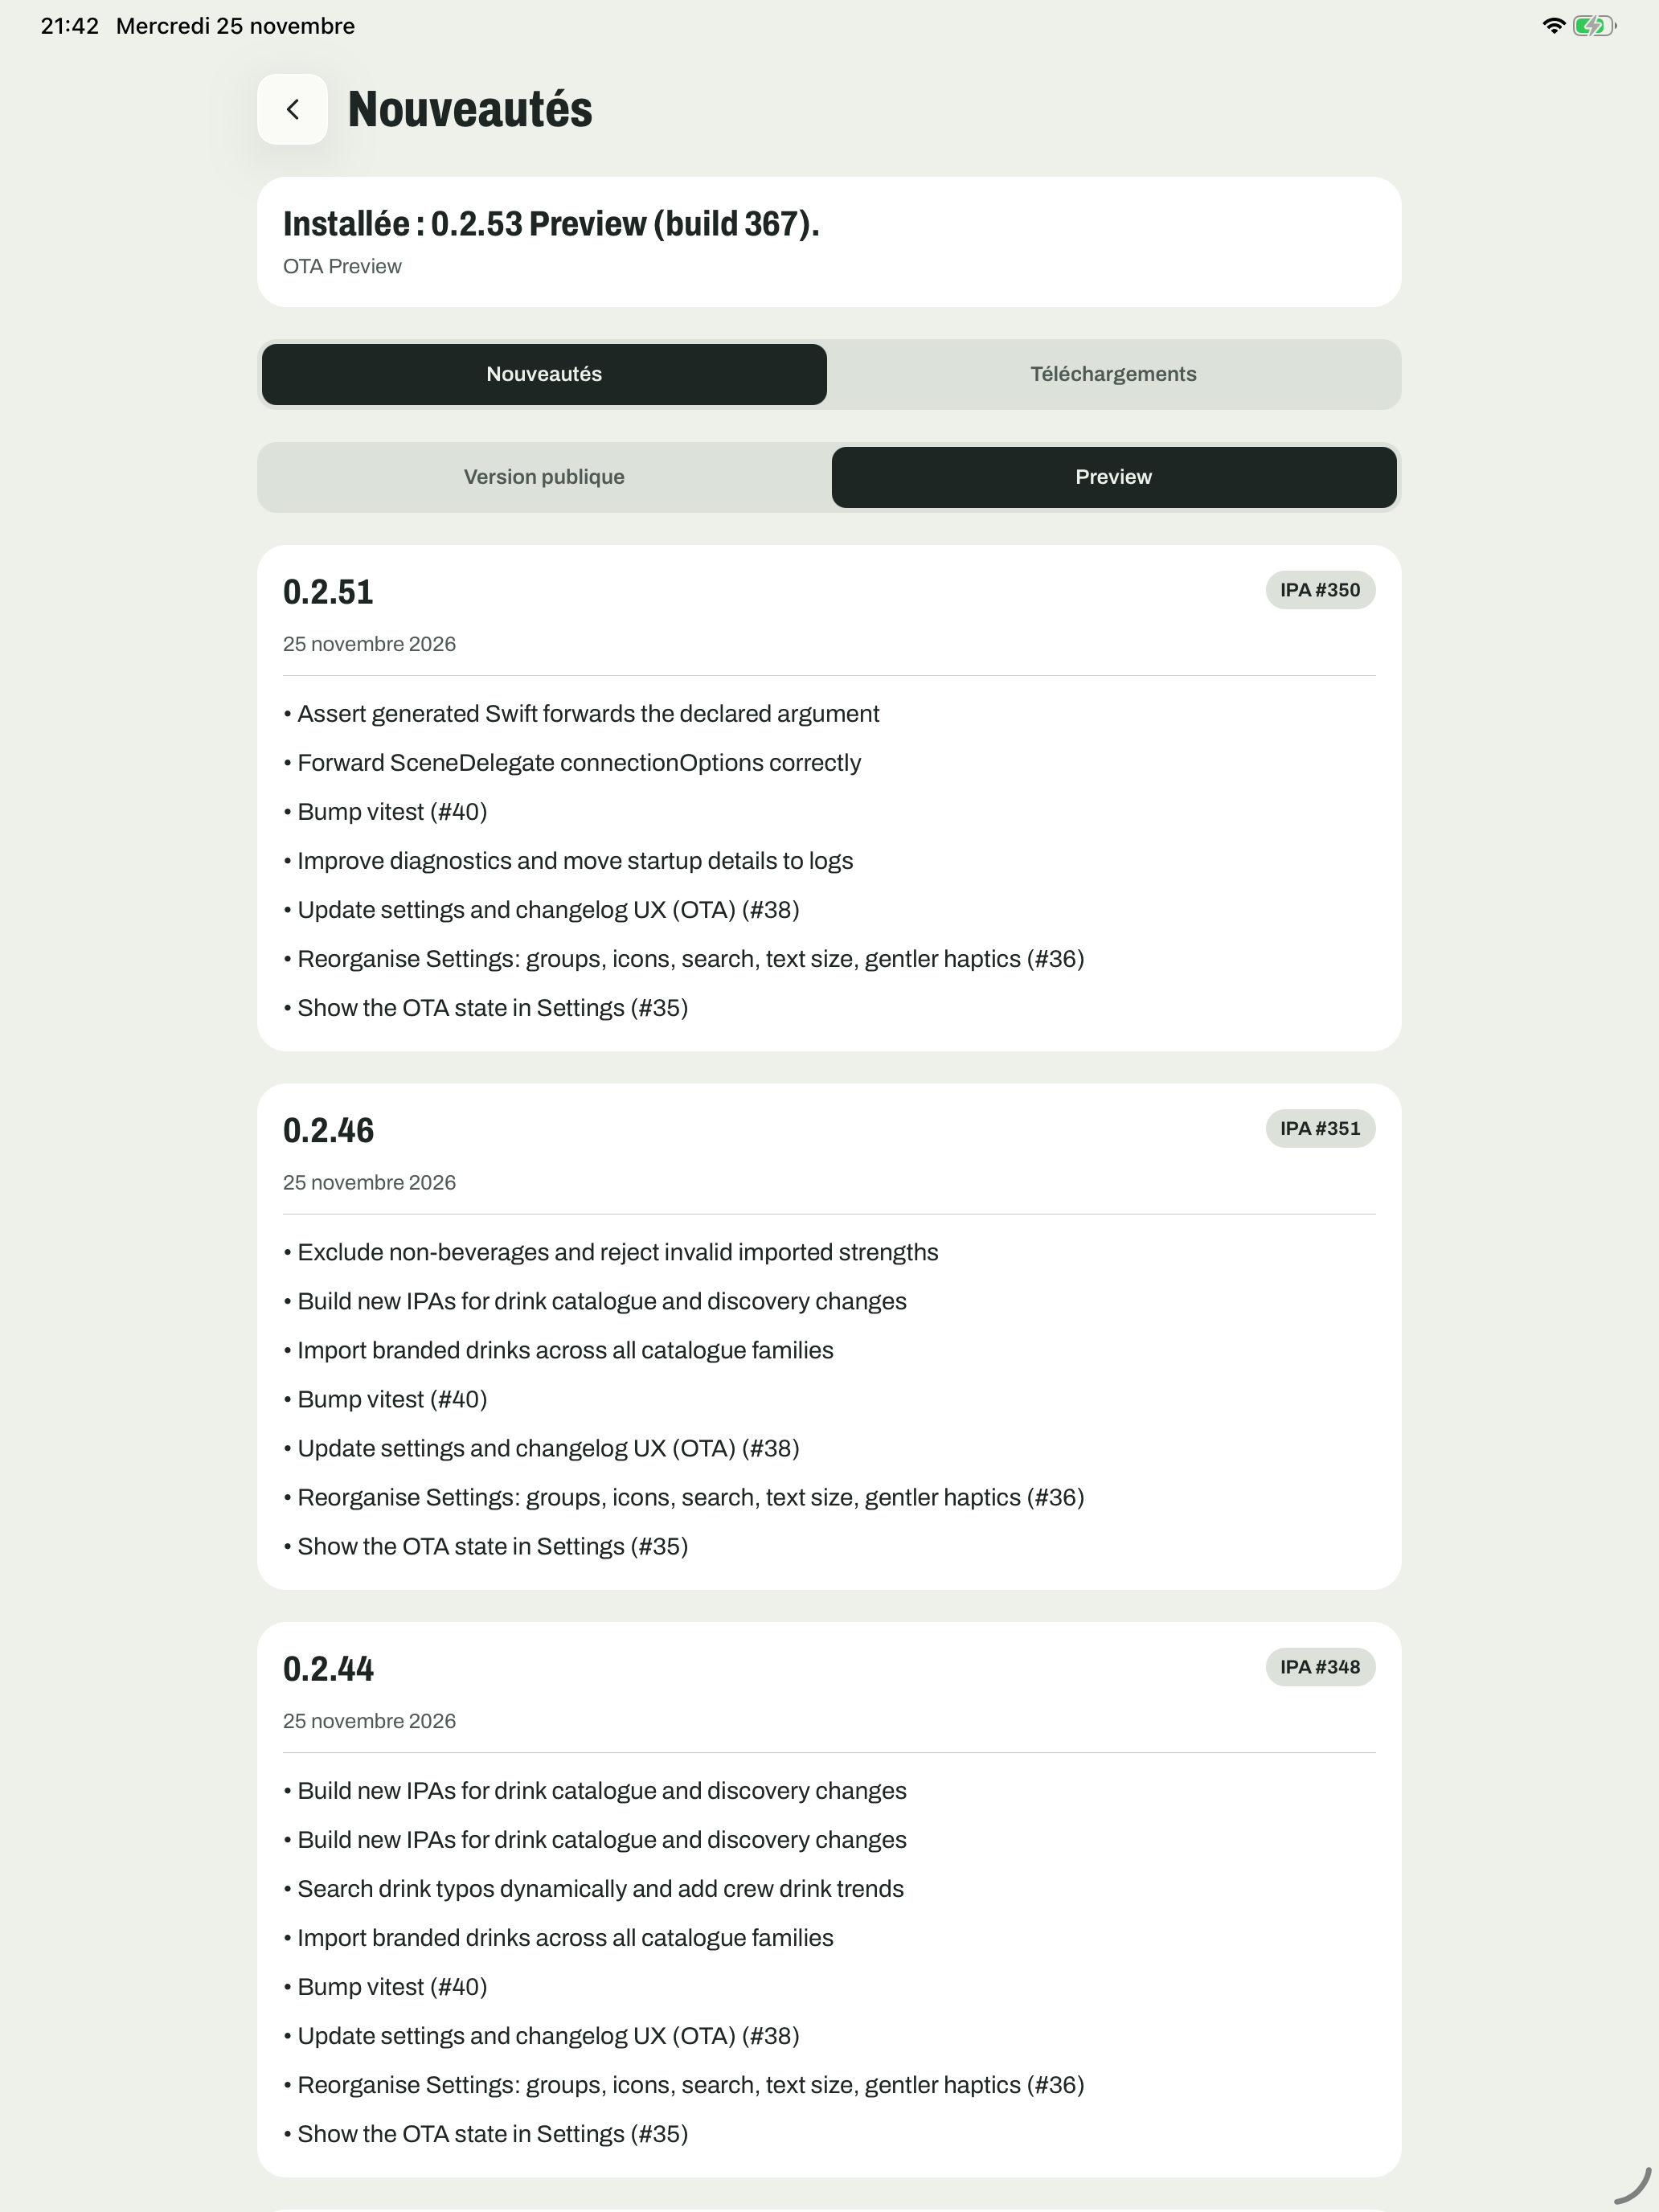 21:42 Mercredi 25 novembre
Nouveautés
Installée : 0.2.53 Preview (build 367).
OTA Preview
Nouveautés
Téléchargements
Version publique
Preview
0.2.51
IPA #350
25 novembre 2026
• Assert generated Swift forwards the declared argument
• Forward SceneDelegate connectionOptions correctly
• Bump vitest (#40)
• Improve diagnostics and move startup details to logs
• Update settings and changelog UX (OTA) (#38)
• Reorganise Settings: groups, icons, search, text size, gentler haptics (#36)
• Show the OTA state in Settings (#35)
0.2.46
IPA #351
25 novembre 2026
• Exclude non-beverages and reject invalid imported strengths
• Build new IPAs for drink catalogue and discovery changes
• Import branded drinks across all catalogue families
• Bump vitest (#40)
• Update settings and changelog UX (OTA) (#38)
• Reorganise Settings: groups, icons, search, text size, gentler haptics (#36)
• Show the OTA state in Settings (#35)
0.2.44
IPA #348
25 novembre 2026
• Build new IPAs for drink catalogue and discovery changes
• Build new IPAs for drink catalogue and discovery changes
• Search drink typos dynamically and add crew drink trends
• Import branded drinks across all catalogue families
• Bump vitest (#40)
• Update settings and changelog UX (OTA) (#38)
• Reorganise Settings: groups, icons, search, text size, gentler haptics (#36)
• Show the OTA state in Settings (#35)